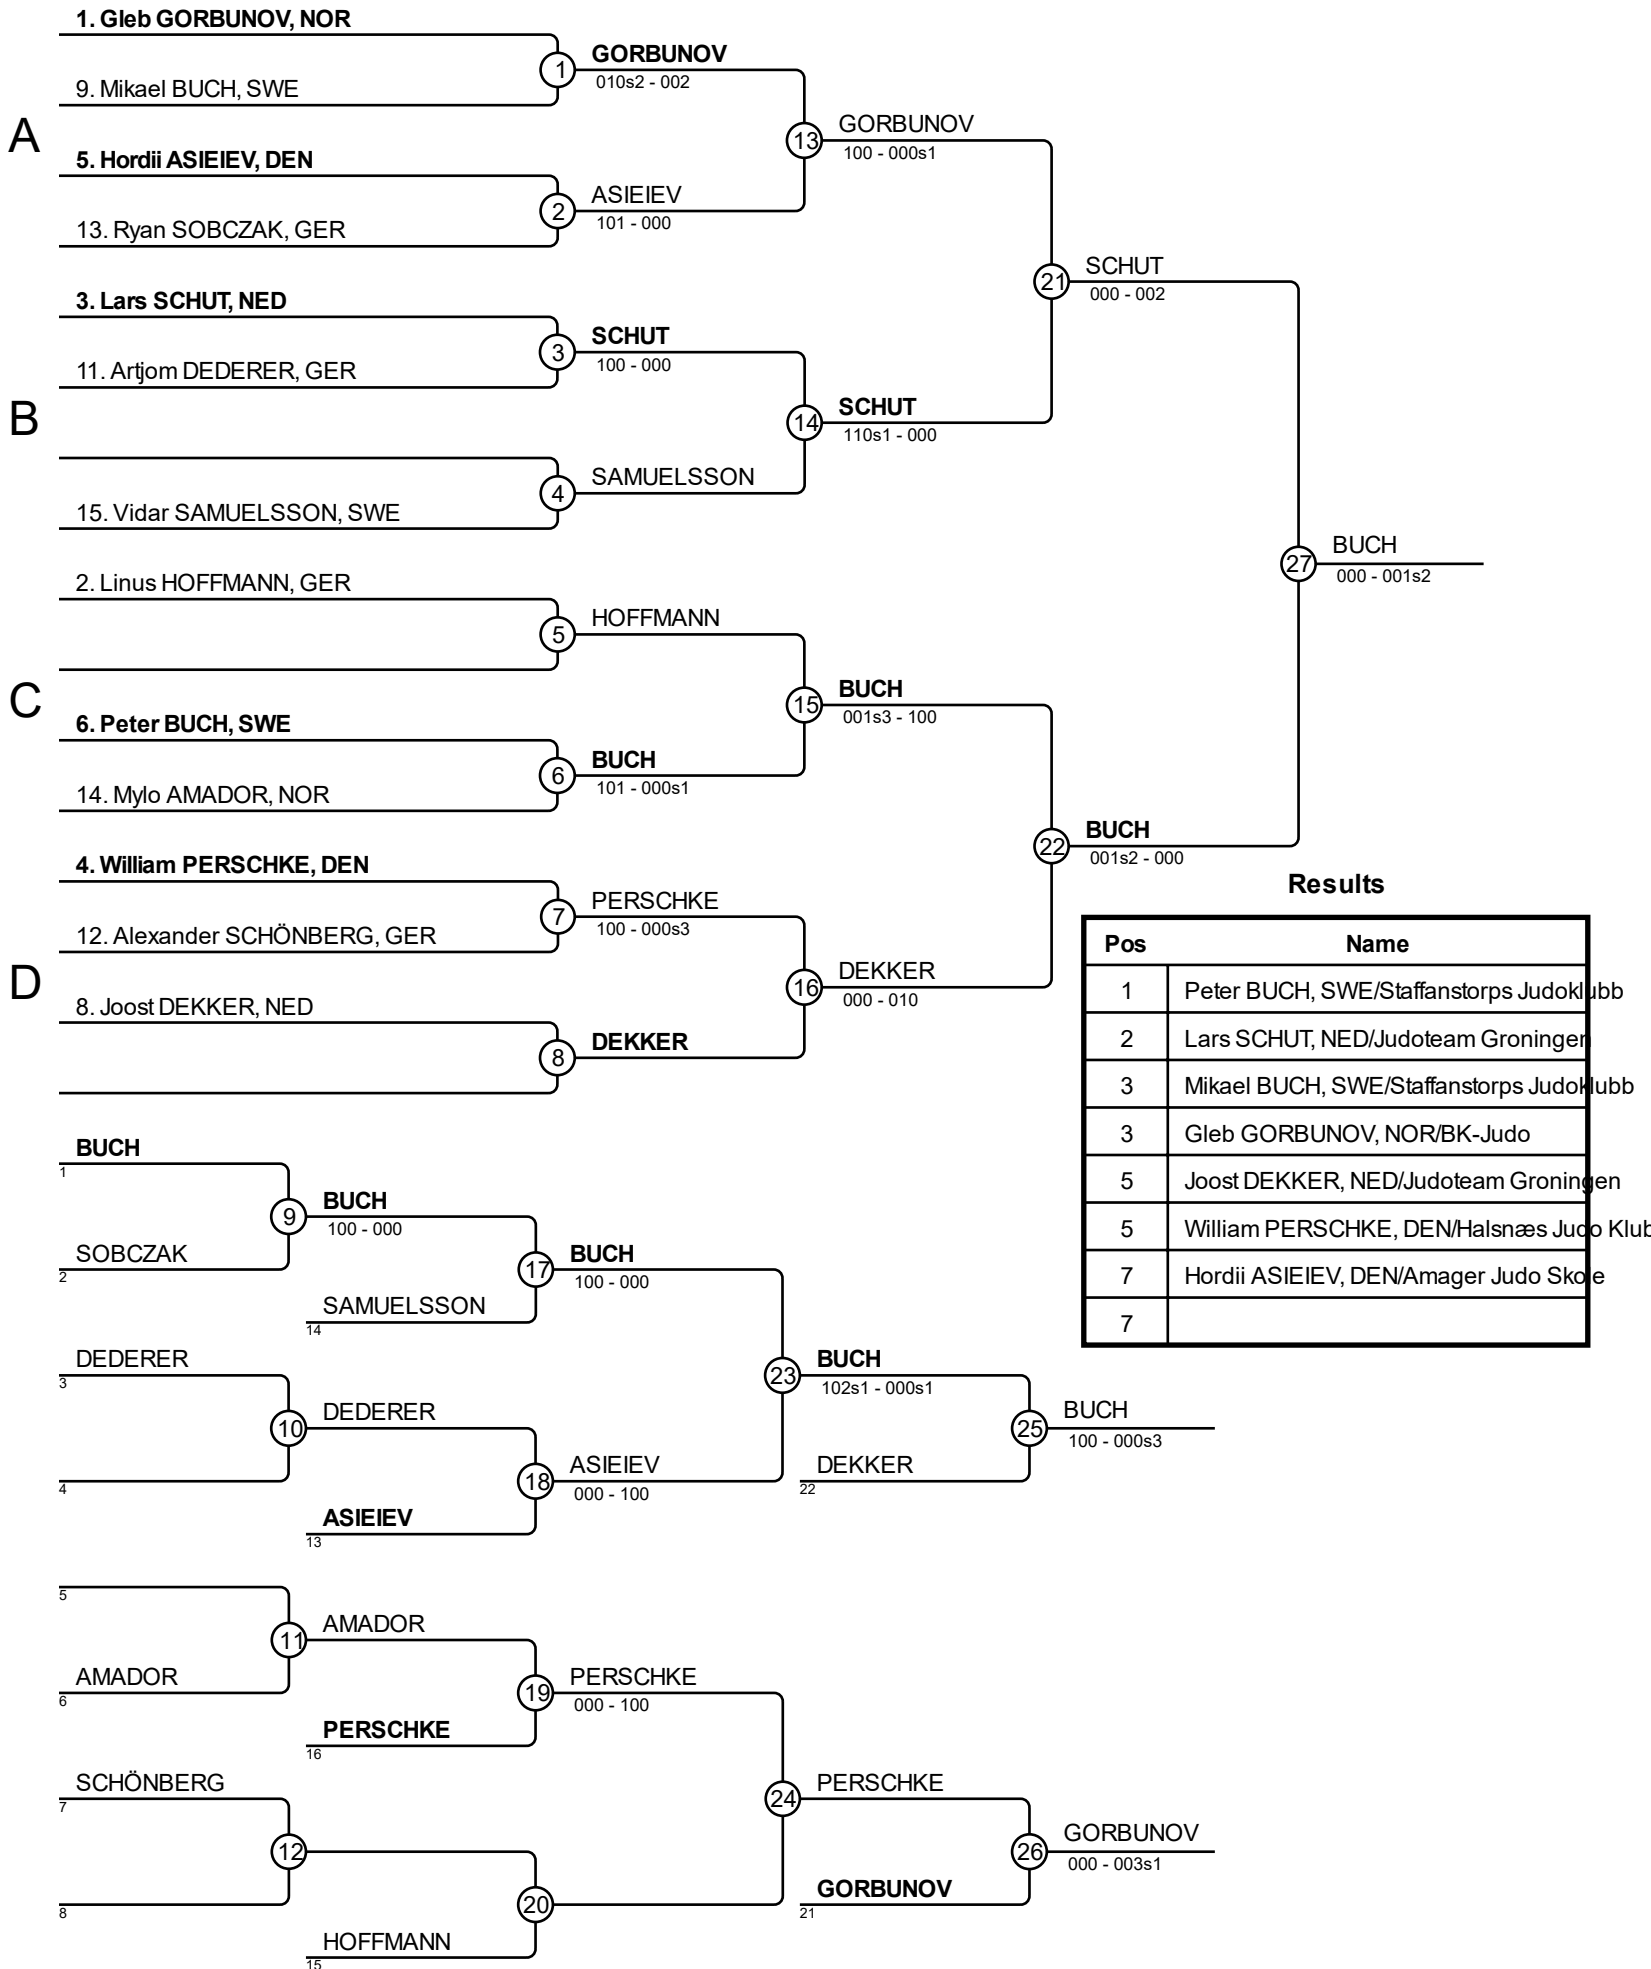 1. Gleb GORBUNOV, NOR
1
GORBUNOV
010s2 - 002
9. Mikael BUCH, SWE
A
13
GORBUNOV
100 - 000s1
5. Hordii ASIEIEV, DEN
2
ASIEIEV
101 - 000
13. Ryan SOBCZAK, GER
21
SCHUT
000 - 002
3. Lars SCHUT, NED
3
SCHUT
100 - 000
11. Artjom DEDERER, GER
B
14
SCHUT
110s1 - 000
4
SAMUELSSON
15. Vidar SAMUELSSON, SWE
27
BUCH
000 - 001s2
2. Linus HOFFMANN, GER
5
HOFFMANN
C
15
BUCH
001s3 - 100
6. Peter BUCH, SWE
6
BUCH
101 - 000s1
14. Mylo AMADOR, NOR
22
BUCH
001s2 - 000
4. William PERSCHKE, DEN
7
PERSCHKE
100 - 000s3
12. Alexander SCHÖNBERG, GER
D
16
DEKKER
000 - 010
8. Joost DEKKER, NED
8
DEKKER
Results
Pos Name
1 Peter BUCH, SWE/Staffanstorps Judoklubb
2 Lars SCHUT, NED/Judoteam Groningen
3 Mikael BUCH, SWE/Staffanstorps Judoklubb
3 Gleb GORBUNOV, NOR/BK-Judo
5 Joost DEKKER, NED/Judoteam Groningen
5 William PERSCHKE, DEN/Halsnæs Judo Klub
7 Hordii ASIEIEV, DEN/Amager Judo Skole
7
BUCH
1
9
BUCH
100 - 000
SOBCZAK
2
17
BUCH
100 - 000
SAMUELSSON
14
DEDERER
3
23
BUCH
102s1 - 000s1
10
DEDERER
25
BUCH
100 - 000s3
4
18
ASIEIEV
000 - 100
DEKKER
22
ASIEIEV
13
5
11
AMADOR
AMADOR
6
19
PERSCHKE
000 - 100
PERSCHKE
16
SCHÖNBERG
7
24
PERSCHKE
12
26
GORBUNOV
000 - 003s1
8
20
GORBUNOV
21
HOFFMANN
15